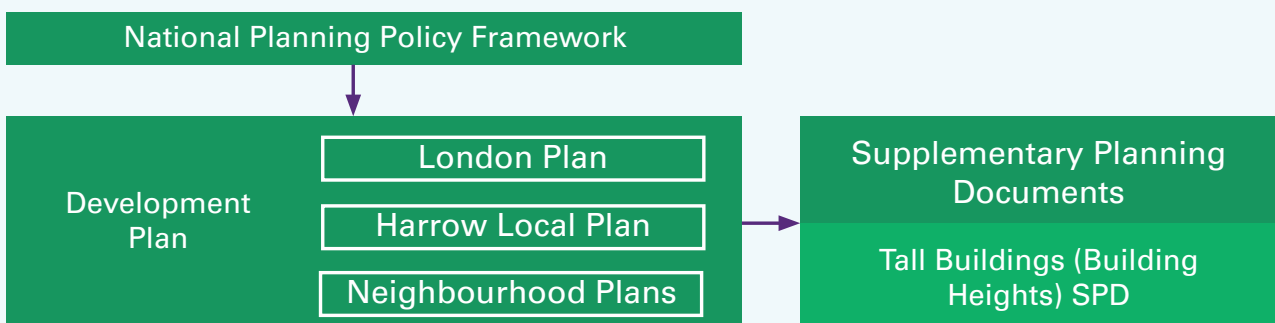 National Planning Policy Framework
Development
Plan
London Plan
Harrow Local Plan
Neighbourhood Plans
Supplementary Planning
Documents
Tall Buildings (Building
Heights) SPD